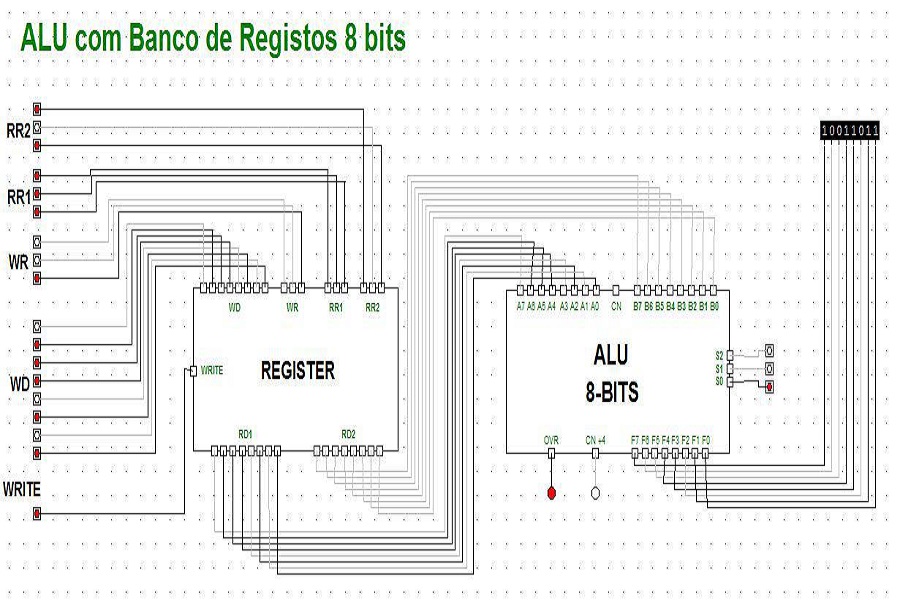 ALU com Banco de Registos 8 bits
10011011
RR2
RR1
WR
WD
WRITE
WD WR RR1 RR2
WRITE
REGISTER
RD1 RD2
A7 A6 A5 A4 A3 A2 A1 A0 CN B7 B6 B5 B4 B3 B2 B1 B0
ALU
8-BITS
S2
S1
S0
OVR CN +4 F7 F6 F5 F4 F3 F2 F1 F0